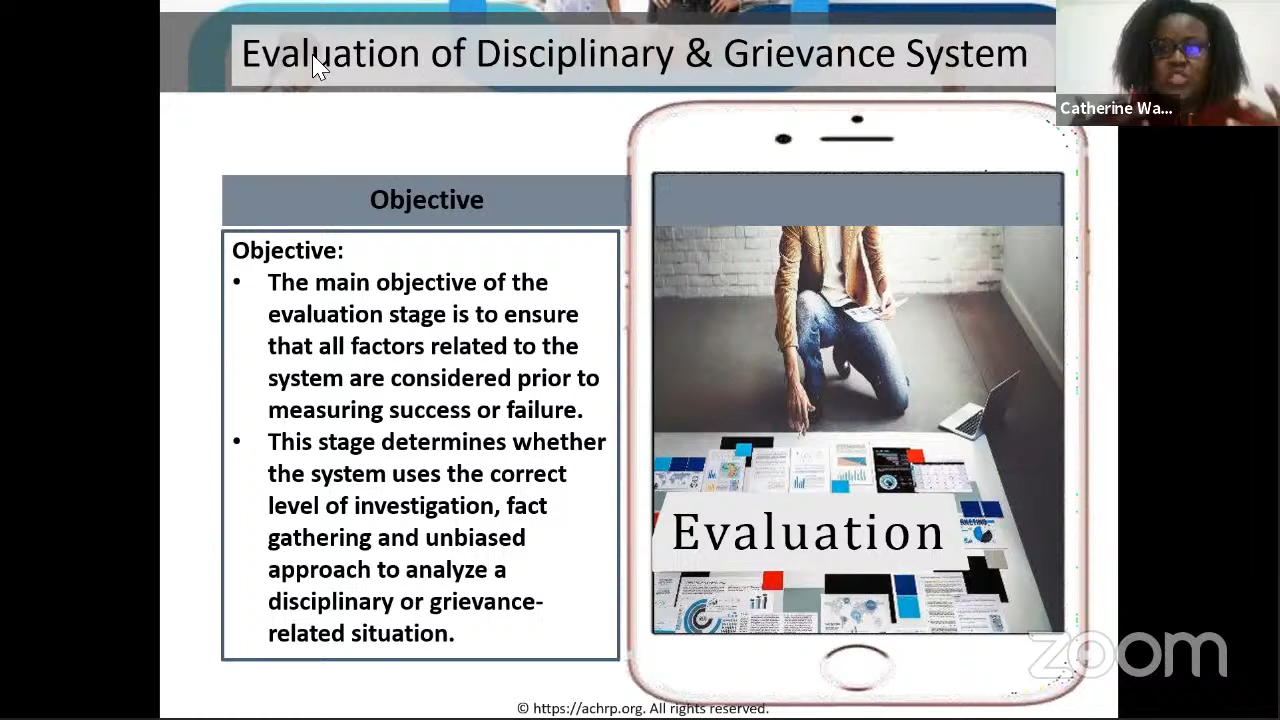 Evaluation of Disciplinary & Grievance System
Catherine Wa...
Objective
Objective:
• The main objective of the
evaluation stage is to ensure
that all factors related to the
system are considered prior to
measuring success or failure.
• This stage determines whether
the system uses the correct
level of investigation, fact
gathering and unbiased
approach to analyze a
disciplinary or grievance-
related situation.
Evaluation
zoom
© https://achrp.org. All rights reserved.